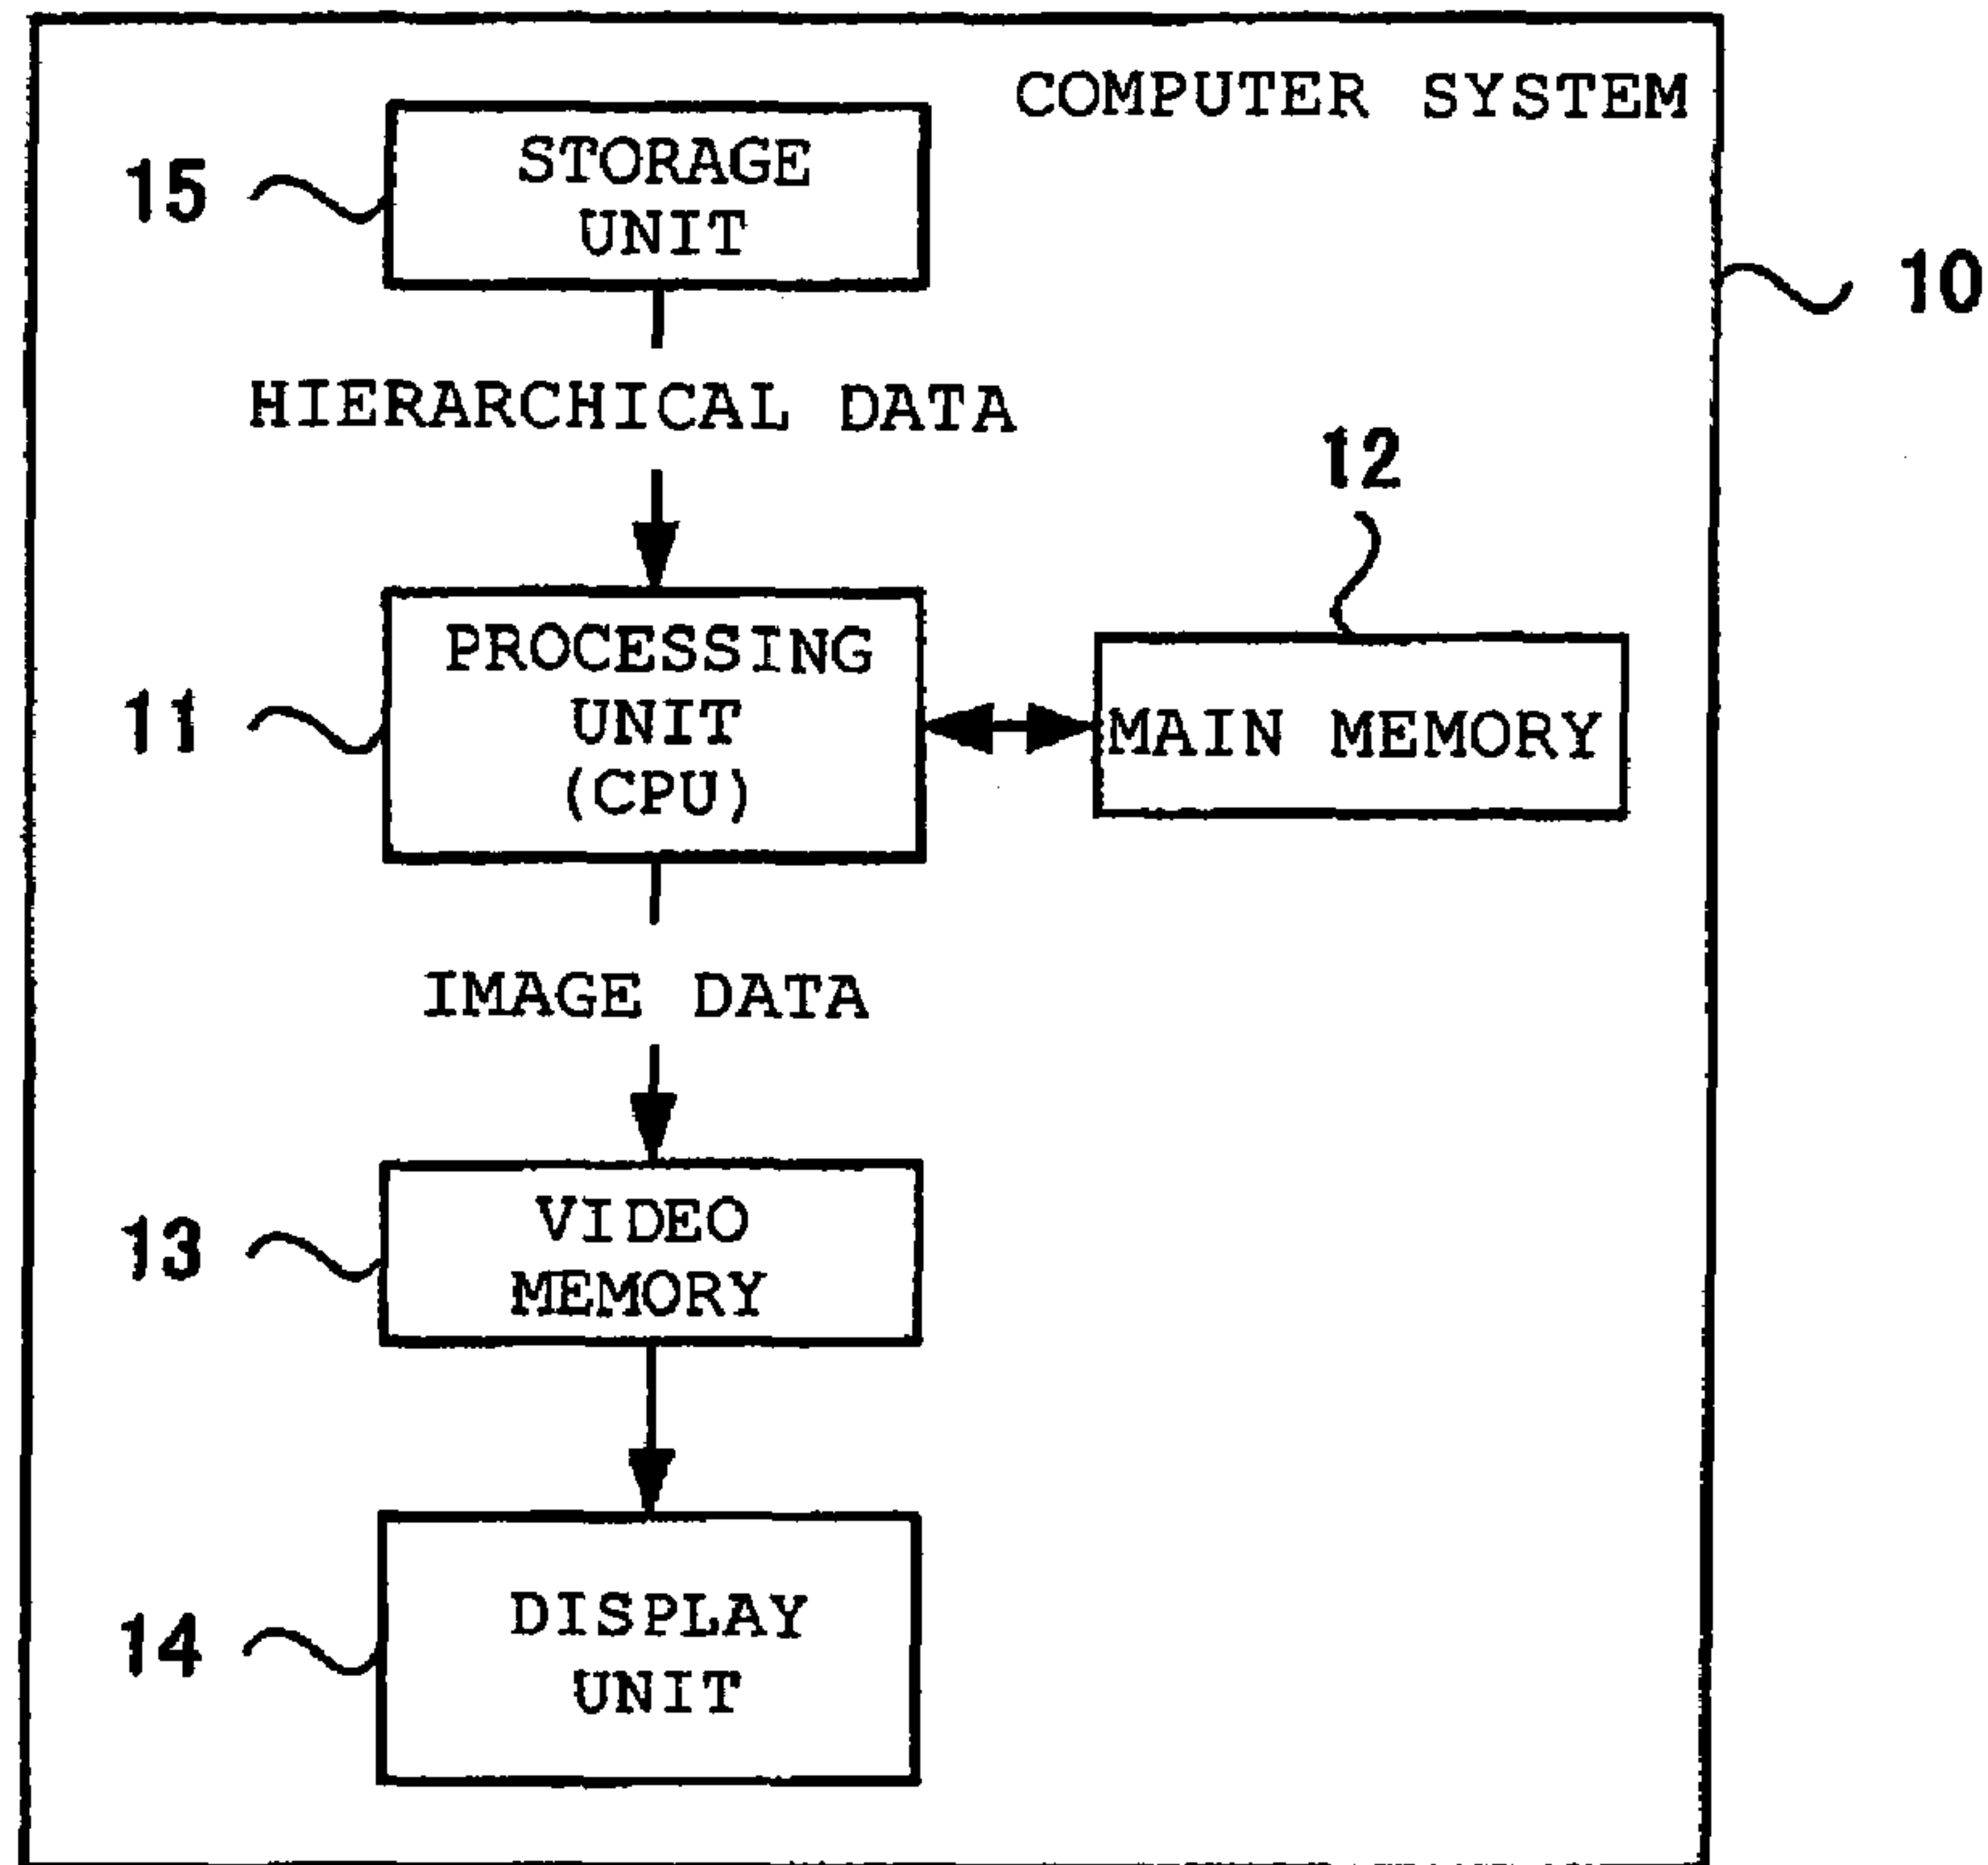 COMPUTER SYSTEM
15
STORAGE
UNIT
10
HIERARCHICAL DATA
12
11
PROCESSING
UNIT
(CPU)
MAIN MEMORY
IMAGE DATA
13
VIDEO
MEMORY
14
DISPLAY
UNIT